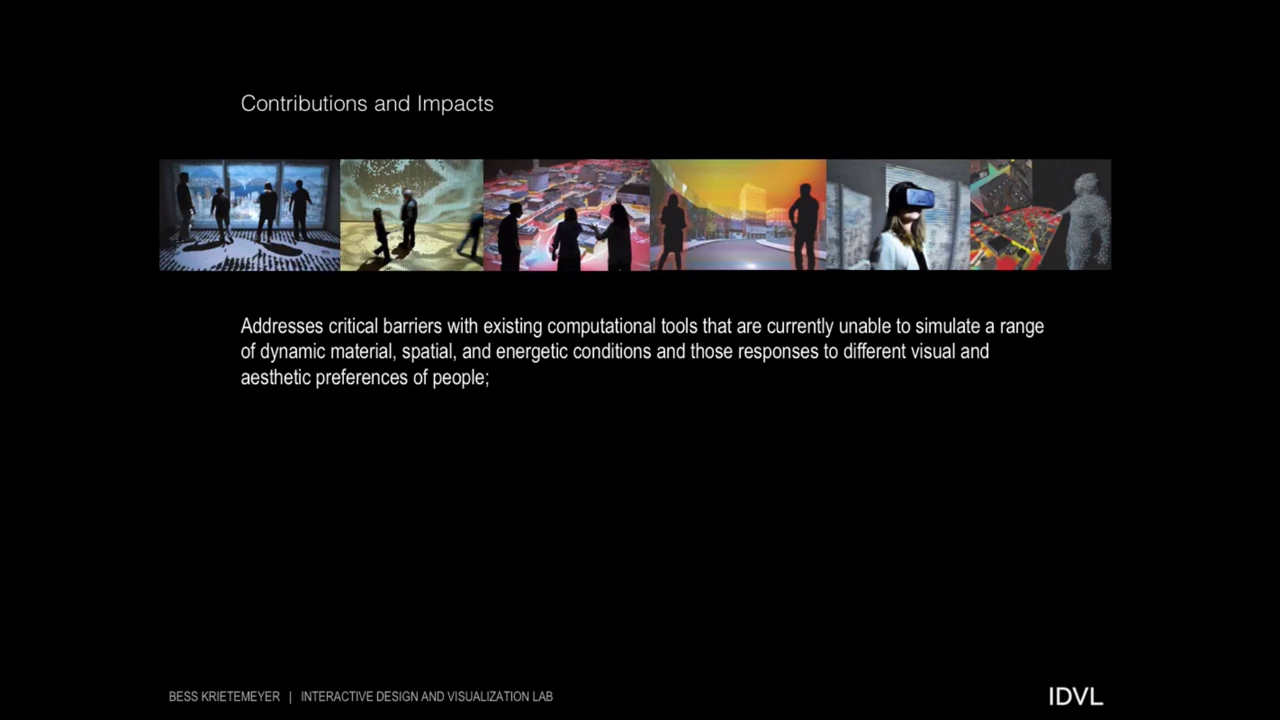 Contributions and Impacts
Addresses critical barriers with existing computational tools that are currently unable to simulate a range
of dynamic material, spatial, and energetic conditions and those responses to different visual and
aesthetic preferences of people;
BESS KRIETEMEYER | INTERACTIVE DESIGN AND VISUALIZATION LAB
IDVL